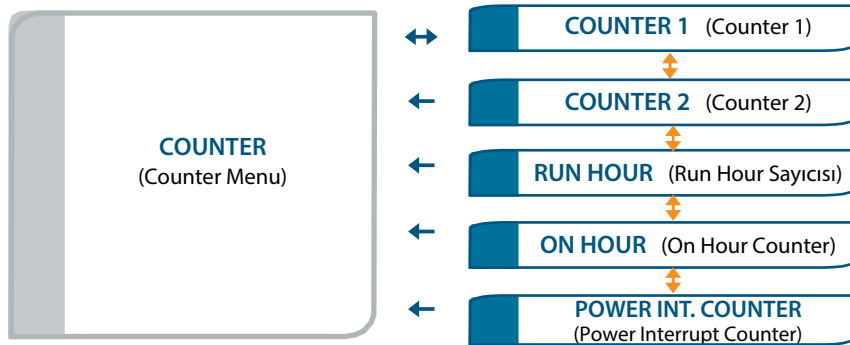 COUNTER
(Counter Menu)
COUNTER 1 (Counter 1)
COUNTER 2 (Counter 2)
RUN HOUR (Run Hour Sayıcısı)
ON HOUR (On Hour Counter)
POWER INT. COUNTER
(Power Interrupt Counter)